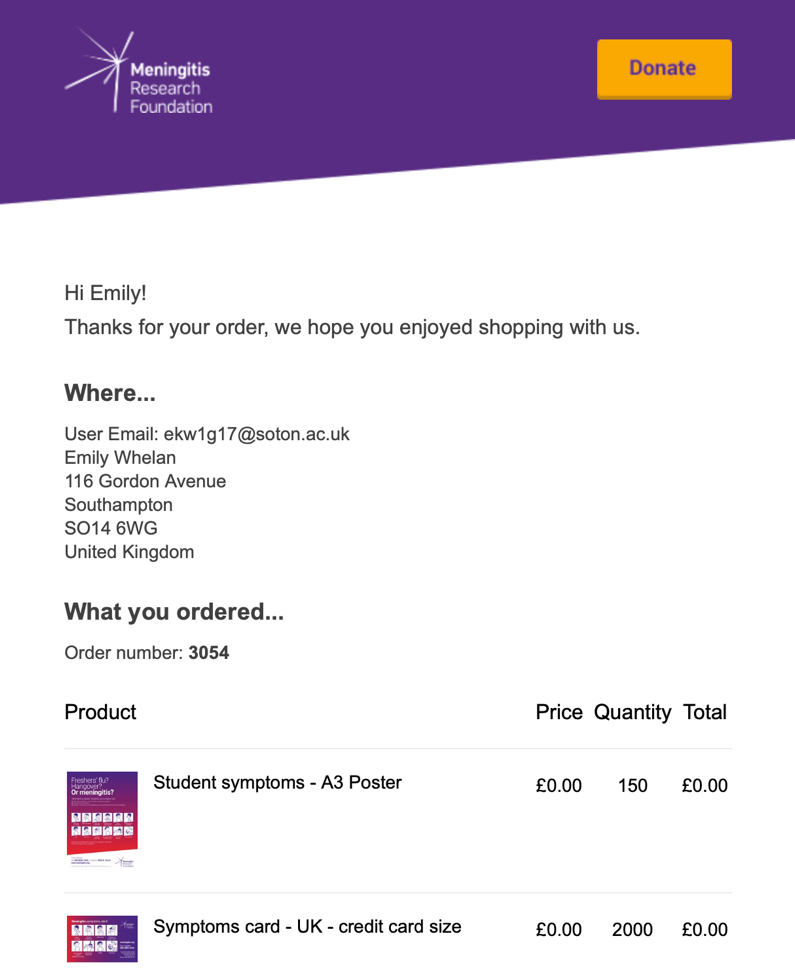 Meningitis
Research
Foundation
Donate
Hi Emily!
Thanks for your order, we hope you enjoyed shopping with us.
Where...
User Email: ekw1g17@soton.ac.uk
Emily Whelan
116 Gordon Avenue
Southampton
SO14 6WG
United Kingdom
What you ordered...
Order number: 3054
Product Price Quantity Total
Freshers' flu?
Hangover?
Or meningitis?
Student symptoms - A3 Poster £0.00 150 £0.00
Symptoms card - UK - credit card size £0.00 2000 £0.00